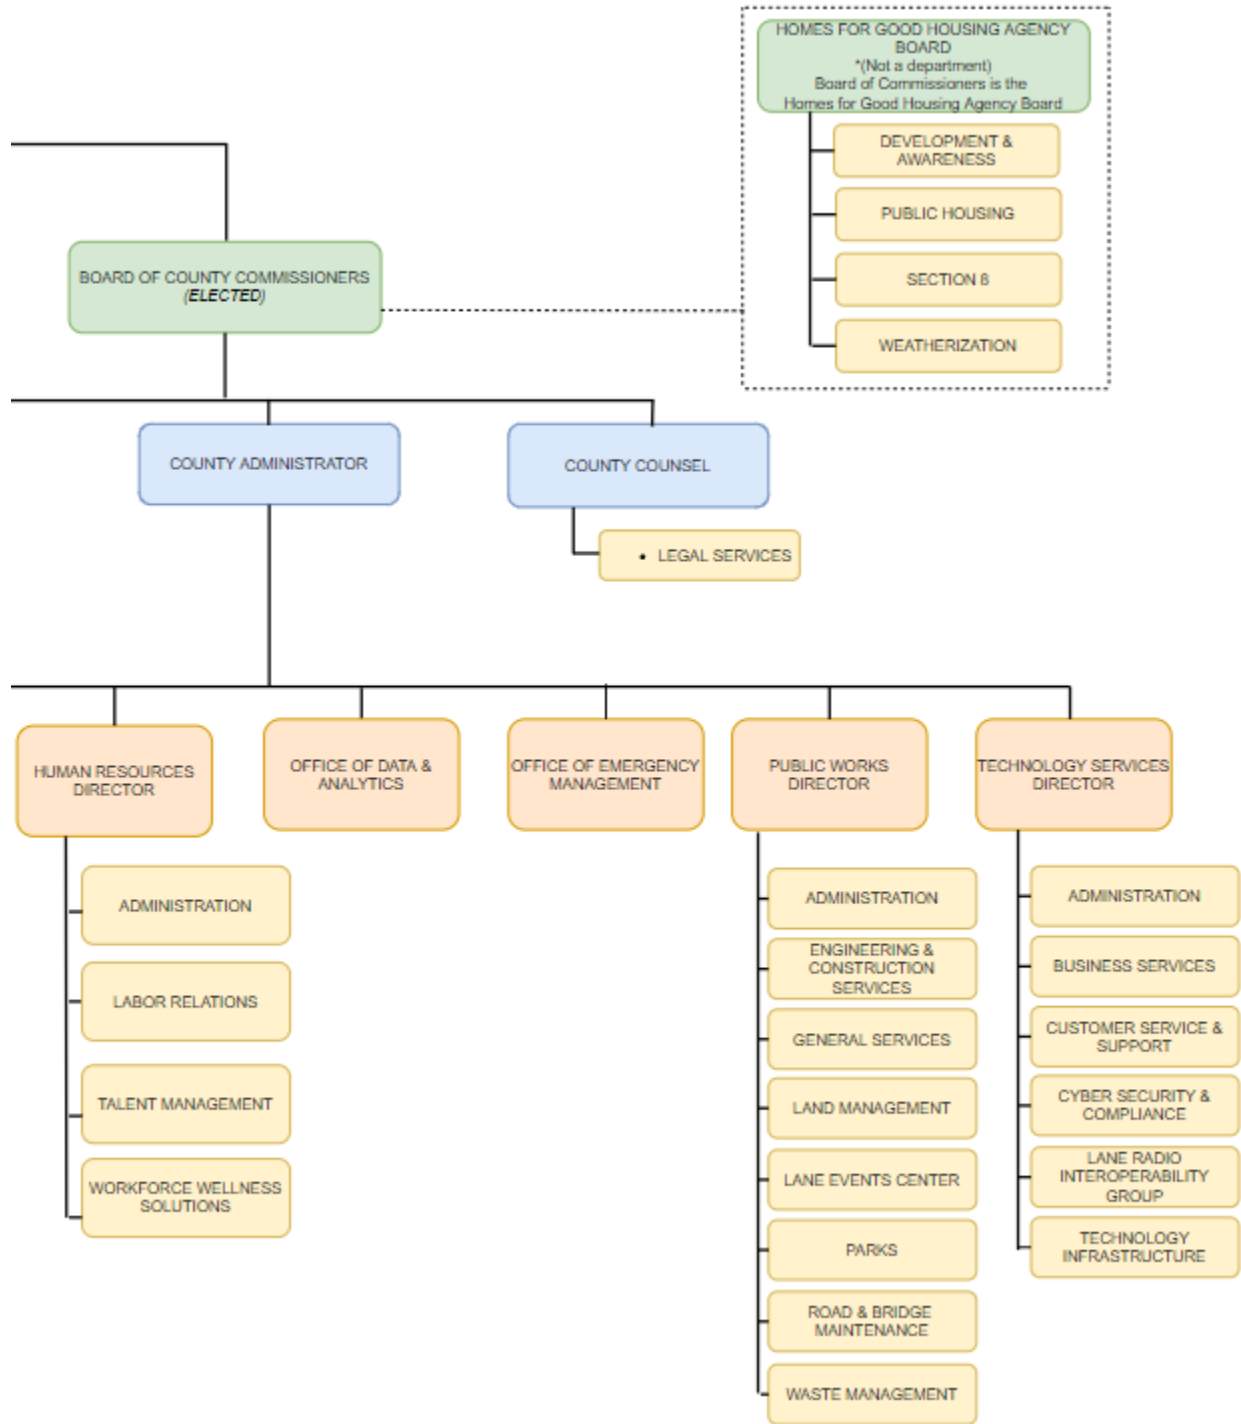 HOMES FOR GOOD HOUSING AGENCY
BOARD
*(Not a department)
Board of Commissioners is the
Homes for Good Housing Agency Board
DEVELOPMENT &
AWARENESS
PUBLIC HOUSING
SECTION 8
WEATHERIZATION
BOARD OF COUNTY COMMISSIONERS
(ELECTED)
COUNTY ADMINISTRATOR
COUNTY COUNSEL
• LEGAL SERVICES
HUMAN RESOURCES
DIRECTOR
ADMINISTRATION
LABOR RELATIONS
TALENT MANAGEMENT
WORKFORCE WELLNESS
SOLUTIONS
OFFICE OF DATA &
ANALYTICS
OFFICE OF EMERGENCY
MANAGEMENT
PUBLIC WORKS
DIRECTOR
ADMINISTRATION
ENGINEERING &
CONSTRUCTION
SERVICES
GENERAL SERVICES
LAND MANAGEMENT
LANE EVENTS CENTER
PARKS
ROAD & BRIDGE
MAINTENANCE
WASTE MANAGEMENT
TECHNOLOGY SERVICES
DIRECTOR
ADMINISTRATION
BUSINESS SERVICES
CUSTOMER SERVICE &
SUPPORT
CYBER SECURITY &
COMPLIANCE
LANE RADIO
INTEROPERABILITY
GROUP
TECHNOLOGY
INFRASTRUCTURE